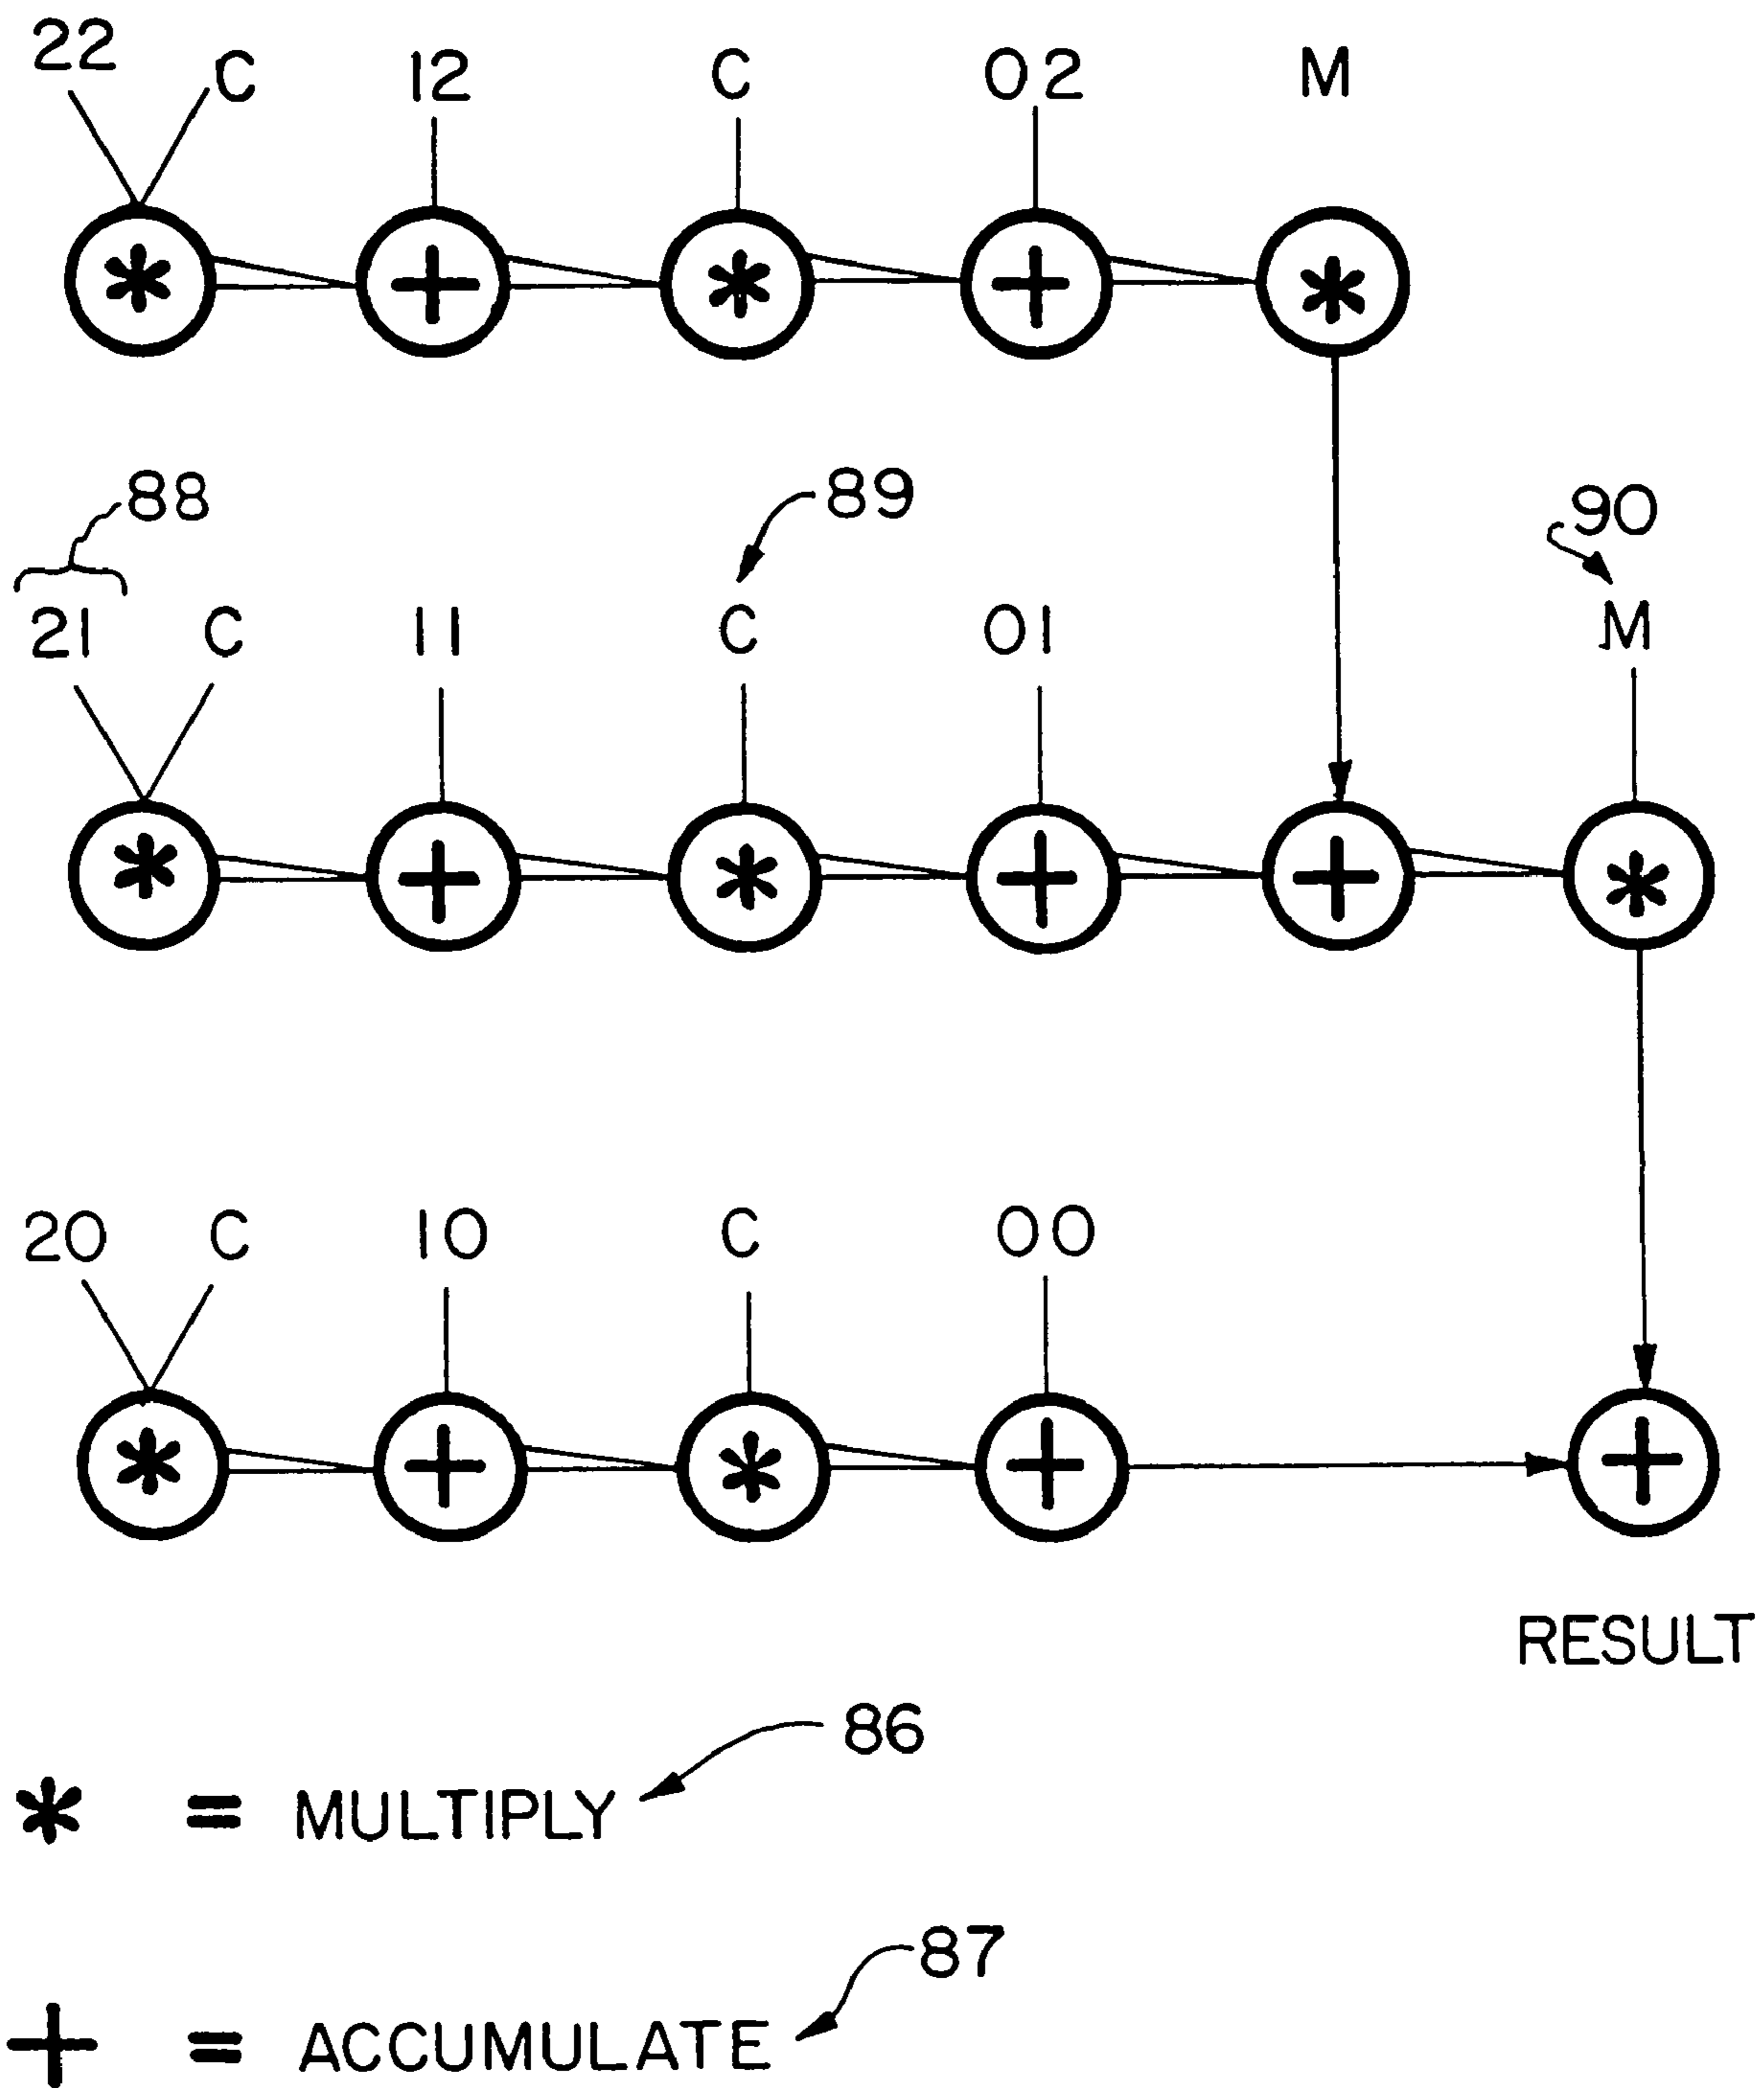 22 C 12 C 02 M
* + * + *
88 89 90
21 C 11 C 01 M
* + * + + *
20 C 10 C 00
* + * + +
RESULT
86
* = MULTIPLY
87
+ = ACCUMULATE